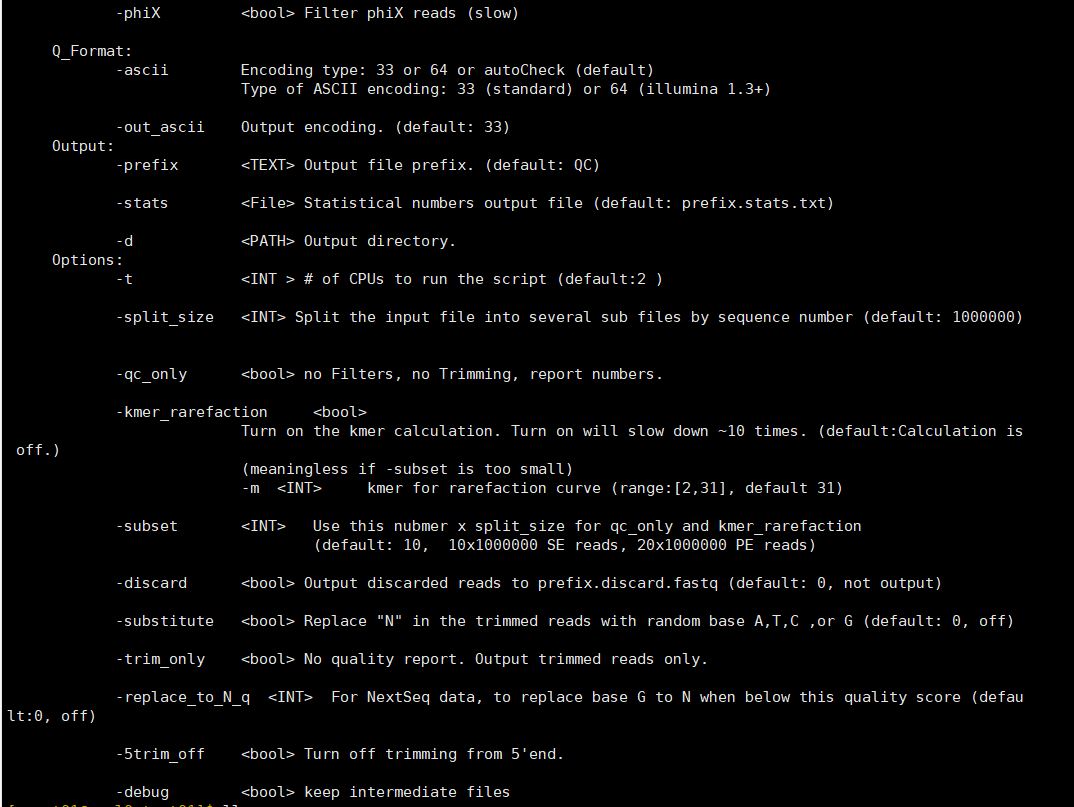 -phiX <bool> Filter phiX reads (slow)
Q_Format:
-ascii Encoding type: 33 or 64 or autoCheck (default)
Type of ASCII encoding: 33 (standard) or 64 (illumina 1.3+)
-out_ascii Output encoding. (default: 33)
Output:
-prefix <TEXT> Output file prefix. (default: QC)
-stats <File> Statistical numbers output file (default: prefix.stats.txt)
-d <PATH> Output directory.
Options:
-t <INT > # of CPUs to run the script (default:2 )
-split_size <INT> Split the input file into several sub files by sequence number (default: 1000000)
-qc_only <bool> no Filters, no Trimming, report numbers.
-kmer_rarefaction <bool>
Turn on the kmer calculation. Turn on will slow down ~10 times. (default:Calculation is
off.)
(meaningless if -subset is too small)
-m <INT> kmer for rarefaction curve (range:[2,31], default 31)
-subset <INT> Use this nubmer x split_size for qc_only and kmer_rarefaction
(default: 10, 10x1000000 SE reads, 20x1000000 PE reads)
-discard <bool> Output discarded reads to prefix.discard.fastq (default: 0, not output)
-substitute <bool> Replace "N" in the trimmed reads with random base A,T,C ,or G (default: 0, off)
-trim_only <bool> No quality report. Output trimmed reads only.
-replace_to_N_q <INT> For NextSeq data, to replace base G to N when below this quality score (defau
lt:0, off)
-5trim_off <bool> Turn off trimming from 5'end.
-debug <bool> keep intermediate files